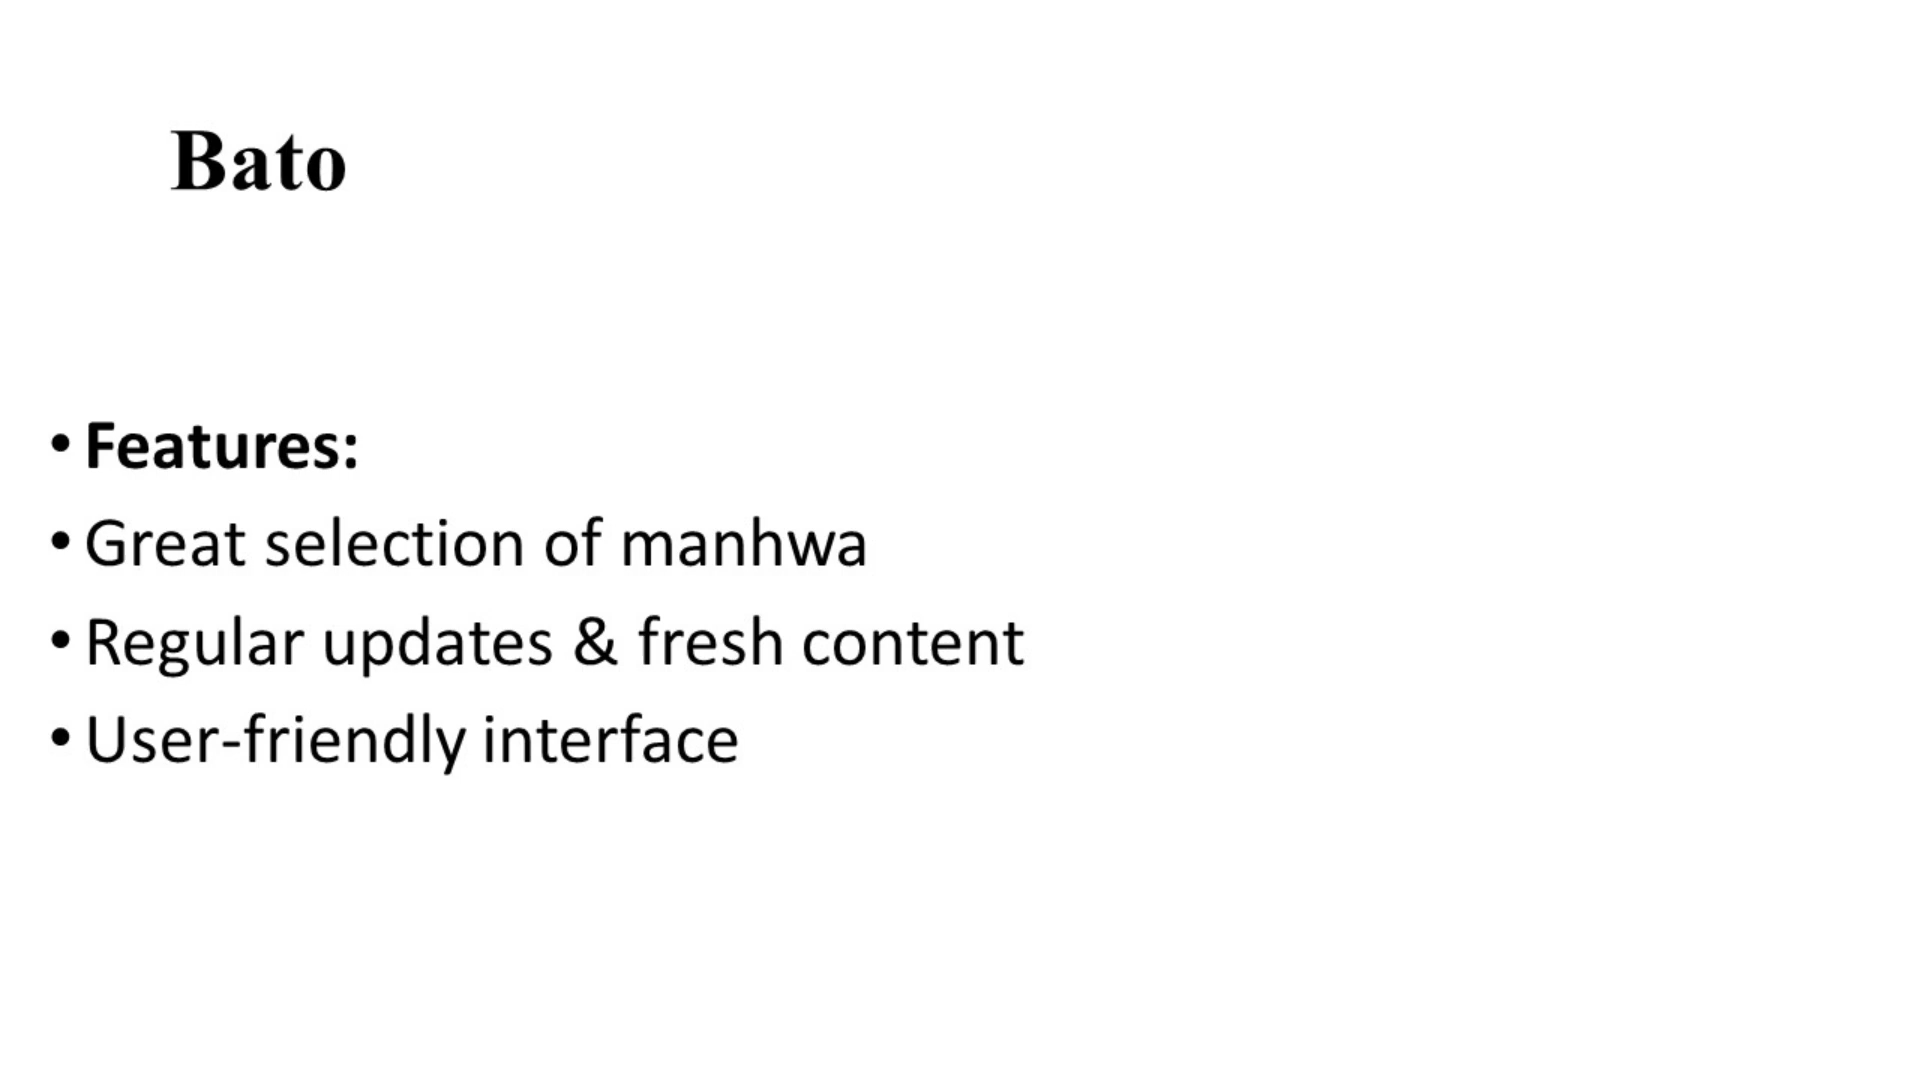 Bato
• Features:
• Great selection of manhwa
• Regular updates & fresh content
• User-friendly interface